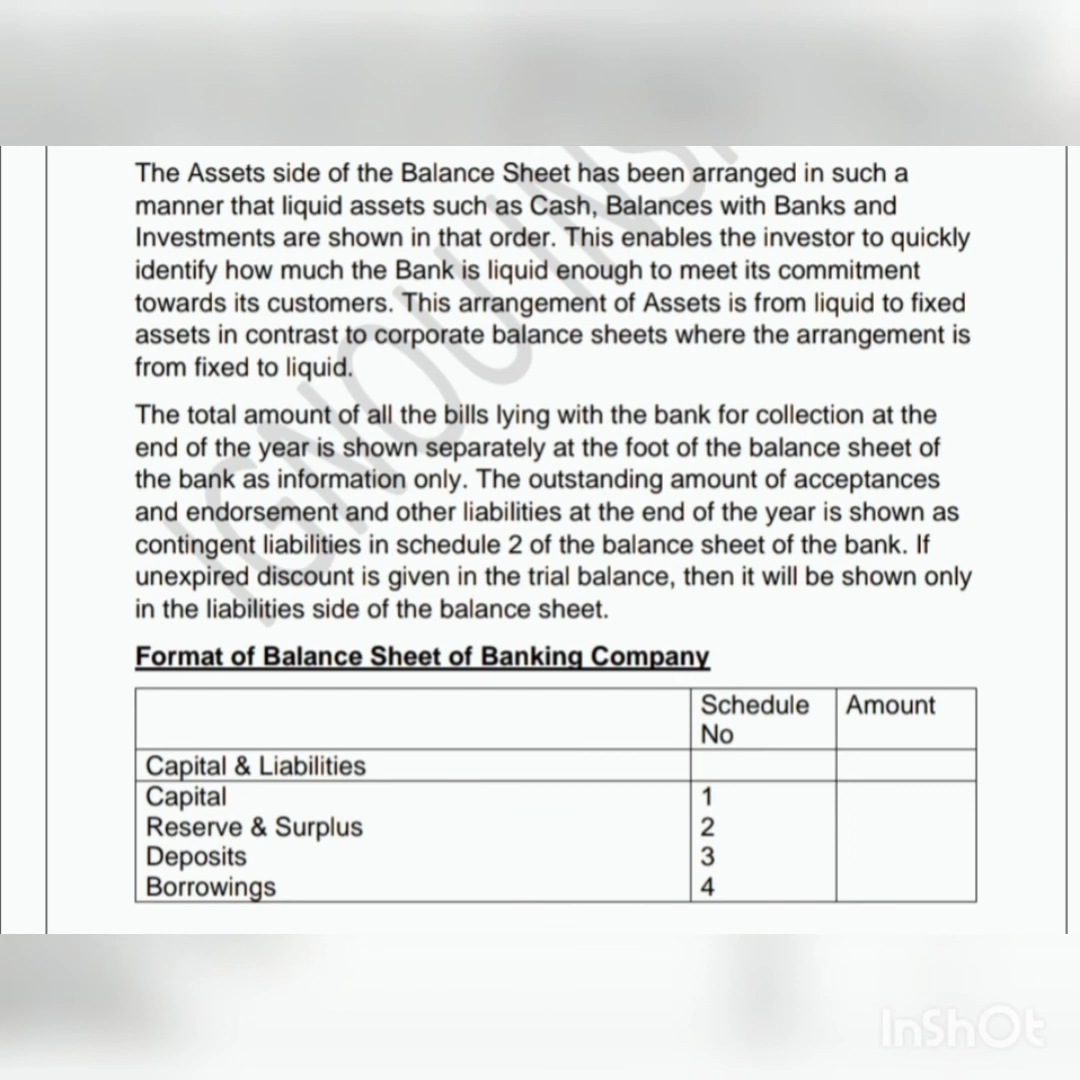 The Assets side of the Balance Sheet has been arranged in such a
manner that liquid assets such as Cash, Balances with Banks and
Investments are shown in that order. This enables the investor to quickly
identify how much the Bank is liquid enough to meet its commitment
towards its customers. This arrangement of Assets is from liquid to fixed
assets in contrast to corporate balance sheets where the arrangement is
from fixed to liquid.
The total amount of all the bills lying with the bank for collection at the
end of the year is shown separately at the foot of the balance sheet of
the bank as information only. The outstanding amount of acceptances
and endorsement and other liabilities at the end of the year is shown as
contingent liabilities in schedule 2 of the balance sheet of the bank. If
unexpired discount is given in the trial balance, then it will be shown only
in the liabilities side of the balance sheet.
Format of Balance Sheet of Banking Company
Schedule No Amount
Capital & Liabilities
Capital 1
Reserve & Surplus 2
Deposits 3
Borrowings 4
IGNOU
InShOt